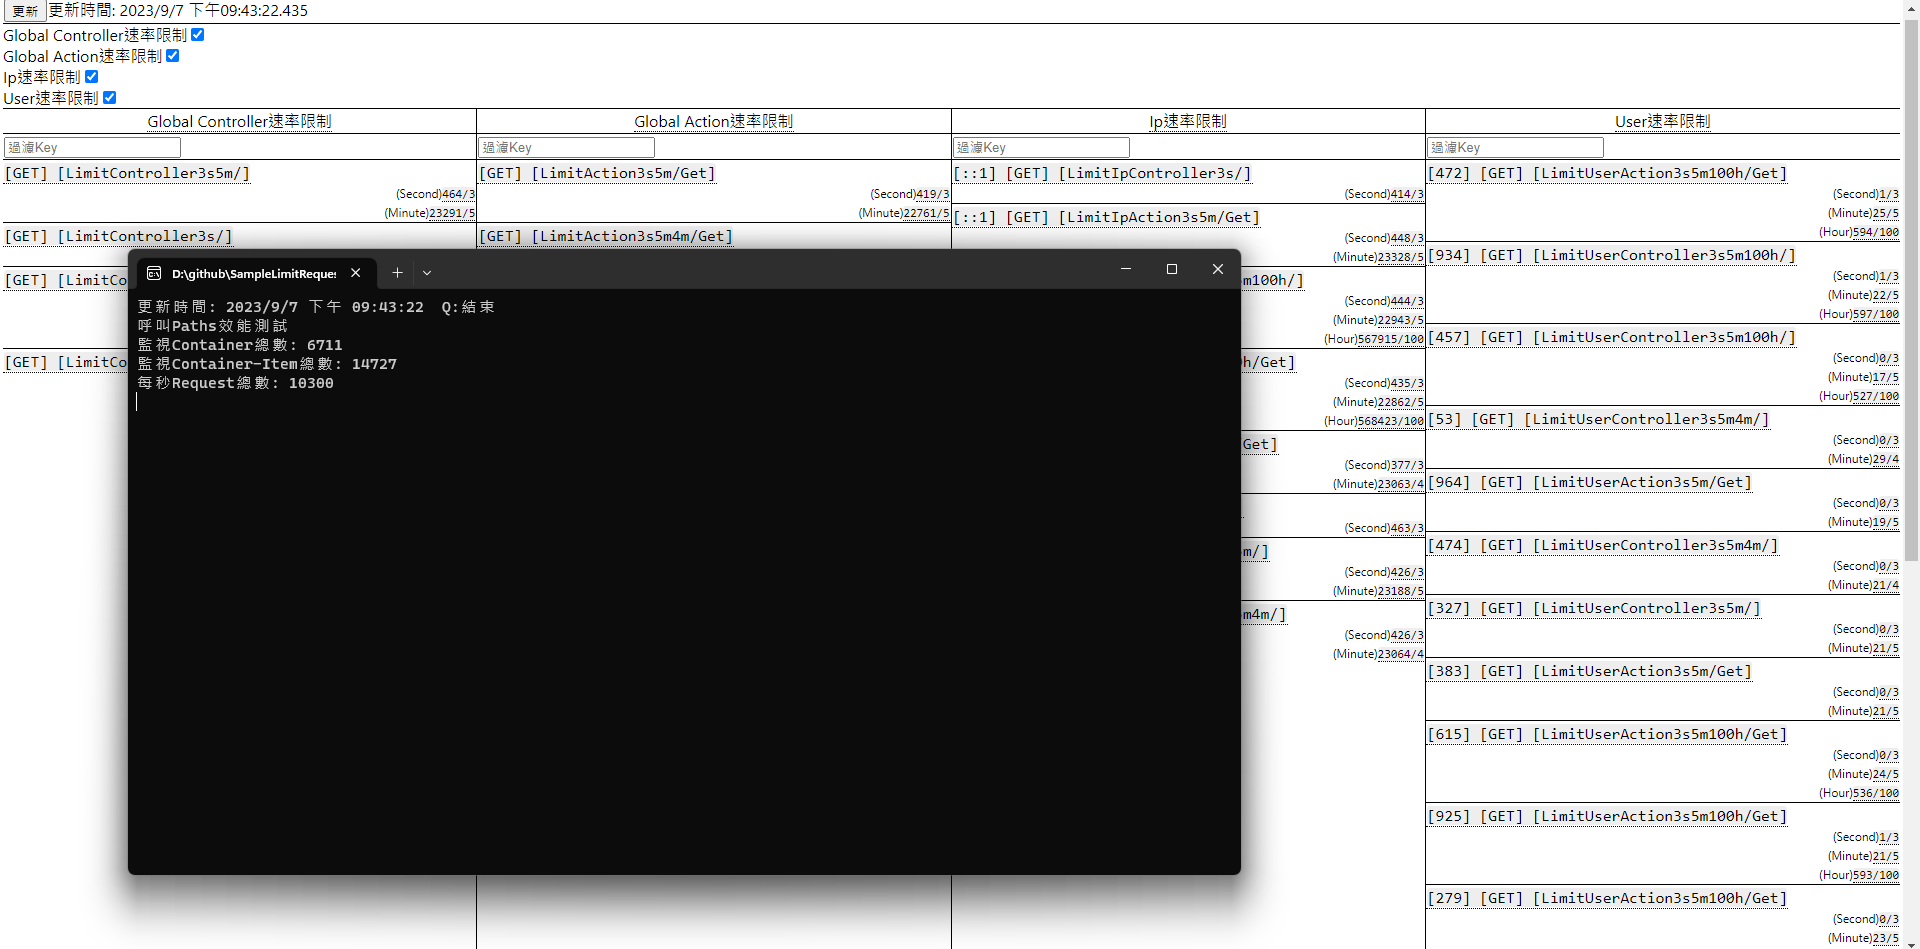 更新 更新時間: 2023/9/7 下午09:43:22.435
Global Controller速率限制
Global Action速率限制
Ip速率限制
User速率限制
Global Controller速率限制
過濾Key
[GET] [LimitController3s5m/]
(Second)464/3
(Minute)23291/5
[GET] [LimitController3s/]
[GET] [LimitCo
[GET] [LimitCo
Global Action速率限制
過濾Key
[GET] [LimitAction3s5m/Get]
(Second)419/3
(Minute)22761/5
[GET] [LimitAction3s5m4m/Get]
Ip速率限制
過濾Key
[::1] [GET] [LimitIpController3s/]
(Second)414/3
[::1] [GET] [LimitIpAction3s5m/Get]
(Second)448/3
(Minute)23328/5
m100h/]
(Second)444/3
(Minute)22943/5
(Hour)567915/100
h/Get]
(Second)435/3
(Minute)22862/5
(Hour)568423/100
Get]
(Second)377/3
(Minute)23063/4
(Second)463/3
m/]
(Second)426/3
(Minute)23188/5
m4m/]
(Second)426/3
(Minute)23064/4
User速率限制
過濾Key
[472] [GET] [LimitUserAction3s5m100h/Get]
(Second)1/3
(Minute)25/5
(Hour)594/100
[934] [GET] [LimitUserController3s5m100h/]
(Second)1/3
(Minute)22/5
(Hour)597/100
[457] [GET] [LimitUserController3s5m100h/]
(Second)0/3
(Minute)17/5
(Hour)527/100
[53] [GET] [LimitUserController3s5m4m/]
(Second)0/3
(Minute)29/4
[964] [GET] [LimitUserAction3s5m/Get]
(Second)0/3
(Minute)19/5
[474] [GET] [LimitUserController3s5m4m/]
(Second)0/3
(Minute)21/4
[327] [GET] [LimitUserController3s5m/]
(Second)0/3
(Minute)21/5
[383] [GET] [LimitUserAction3s5m/Get]
(Second)0/3
(Minute)21/5
[615] [GET] [LimitUserAction3s5m100h/Get]
(Second)0/3
(Minute)24/5
(Hour)536/100
[925] [GET] [LimitUserAction3s5m100h/Get]
(Second)1/3
(Minute)21/5
(Hour)593/100
[279] [GET] [LimitUserAction3s5m100h/Get]
(Second)0/3
(Minute)23/5
D:\github\SampleLimitReques
更新時間: 2023/9/7 下午 09:43:22 Q:結束
呼叫Paths效能測試
監視Container總數: 6711
監視Container-Item總數: 14727
每秒Request總數: 10300